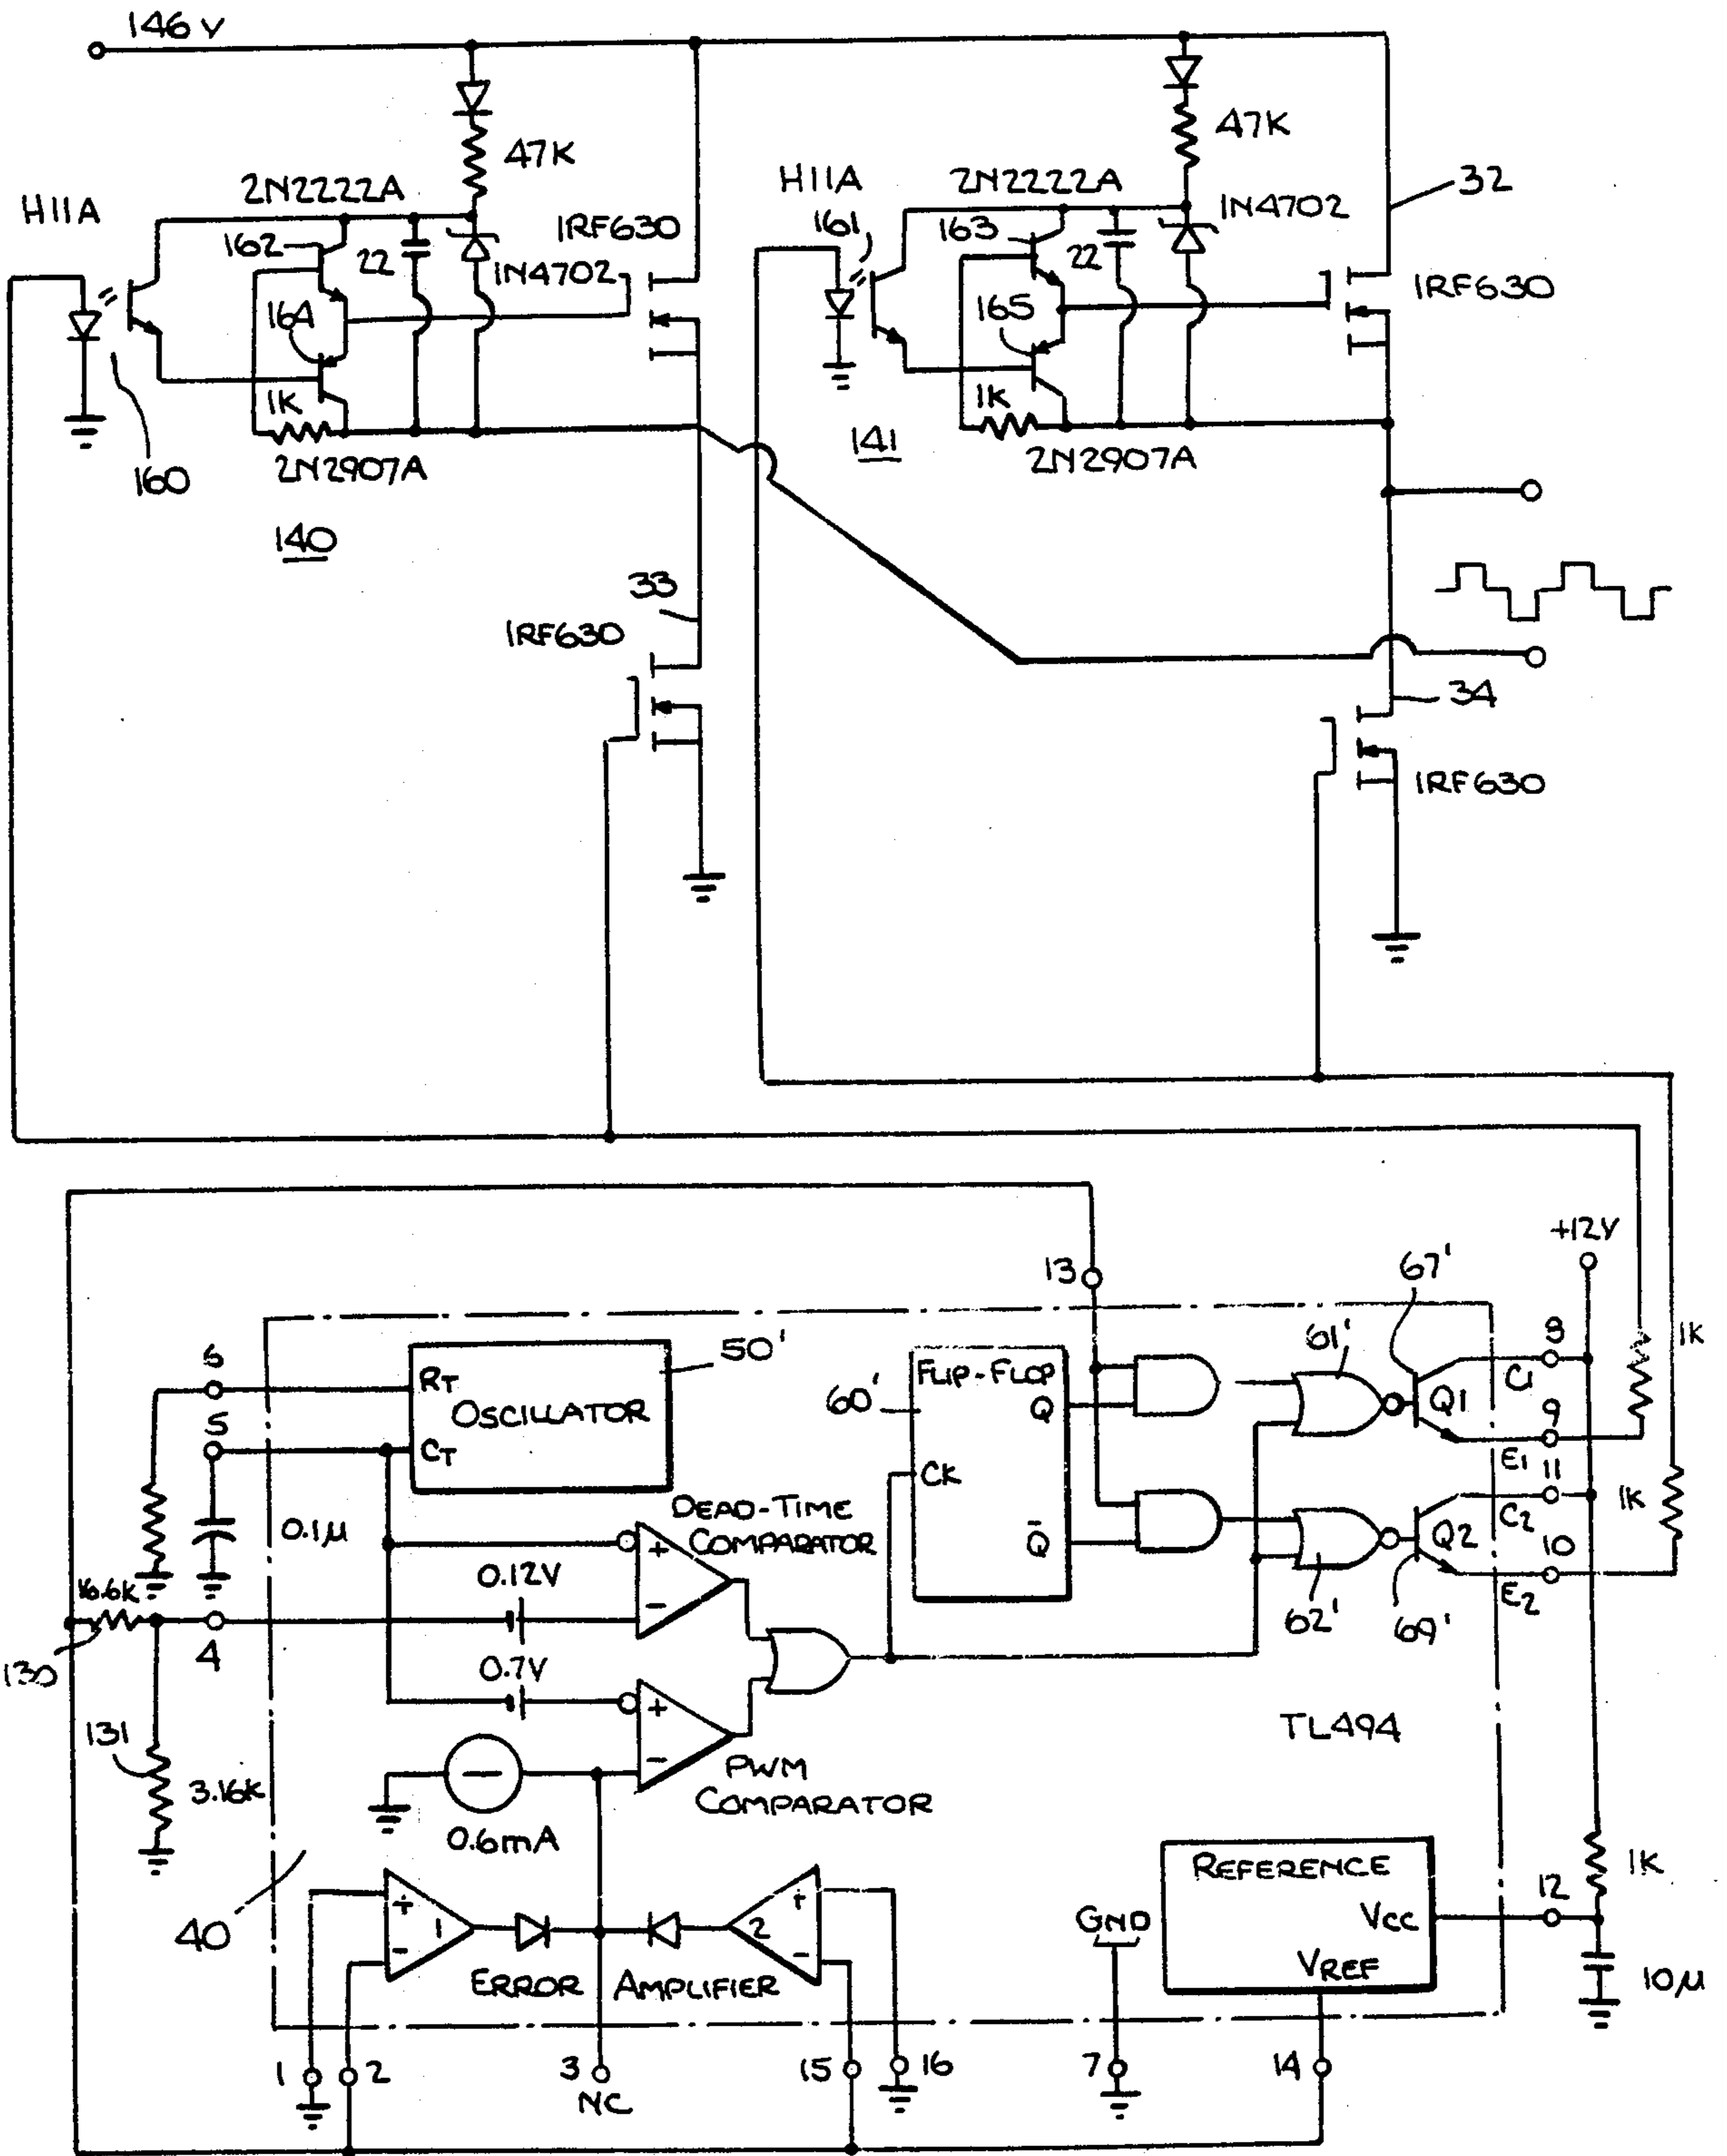 146 V
47K
47K
2N2222A
H11A
2N2222A
32
H11A
1N4702
161
162
22
IRF630
163
22
1N4702
IRF630
164
165
1K
1K
160
2N2907A
141
2N2907A
140
33
IRF630
34
IRF630
+12V
13
67'
6
50'
8
1K
61'
RT
OSCILLATOR
FLIP-FLOP
60'
Q
C1
Q1
5
9
CT
E1
CK
11
DEAD-TIME
COMPARATOR
1K
0.1μ
C2
Q2
Q̄
10
+
0.12V
16.6K
−
E2
62'
69'
4
130
0.7V
+
TL494
131
−
PWM
COMPARATOR
3.16K
0.6mA
REFERENCE
1K
12
+
+
VCC
GND
40
1
2
−
−
ERROR AMPLIFIER
VREF
10μ
1
2
3
15
16
7
14
NC